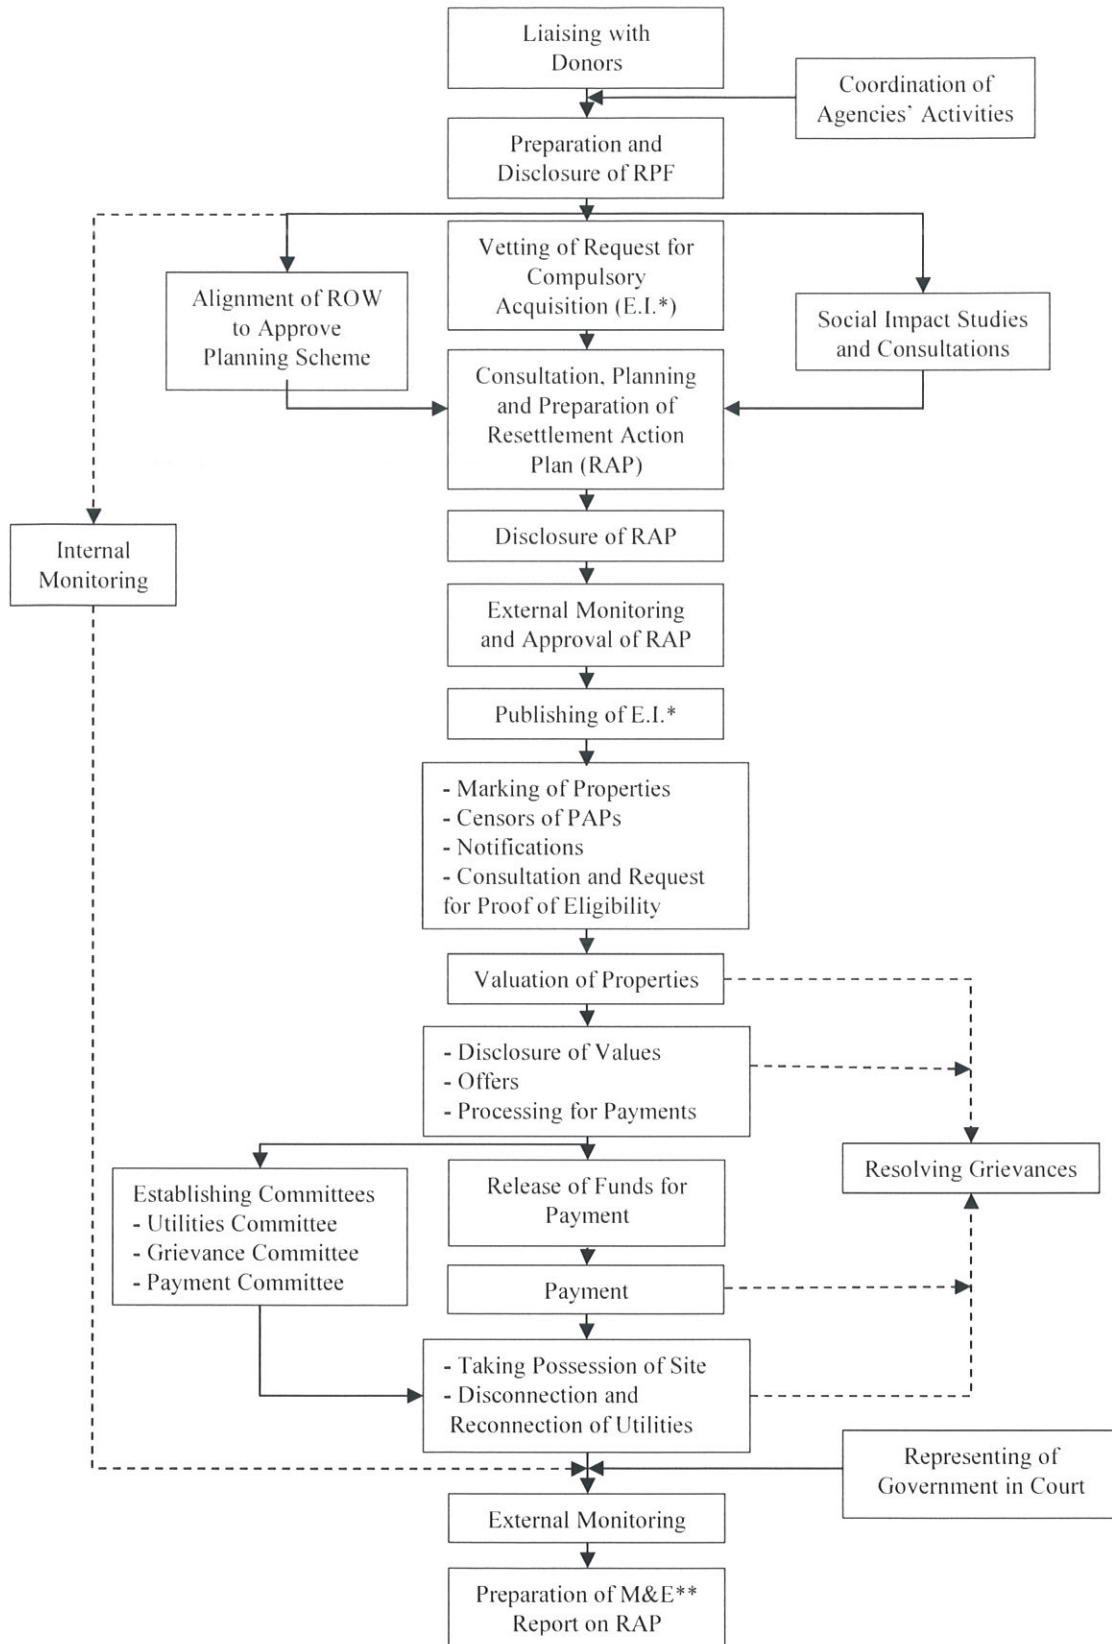 Liaising with
Donors
Coordination of
Agencies' Activities
Preparation and
Disclosure of RPF
Vetting of Request for
Compulsory
Acquisition (E.I.*)
Alignment of ROW
to Approve
Planning Scheme
Social Impact Studies
and Consultations
Consultation, Planning
and Preparation of
Resettlement Action
Plan (RAP)
Internal
Monitoring
Disclosure of RAP
External Monitoring
and Approval of RAP
Publishing of E.I.*
- Marking of Properties
- Censors of PAPs
- Notifications
- Consultation and Request
for Proof of Eligibility
Valuation of Properties
- Disclosure of Values
- Offers
- Processing for Payments
Resolving Grievances
Establishing Committees
- Utilities Committee
- Grievance Committee
- Payment Committee
Release of Funds for
Payment
Payment
- Taking Possession of Site
- Disconnection and
Reconnection of Utilities
Representing of
Government in Court
External Monitoring
Preparation of M&E**
Report on RAP